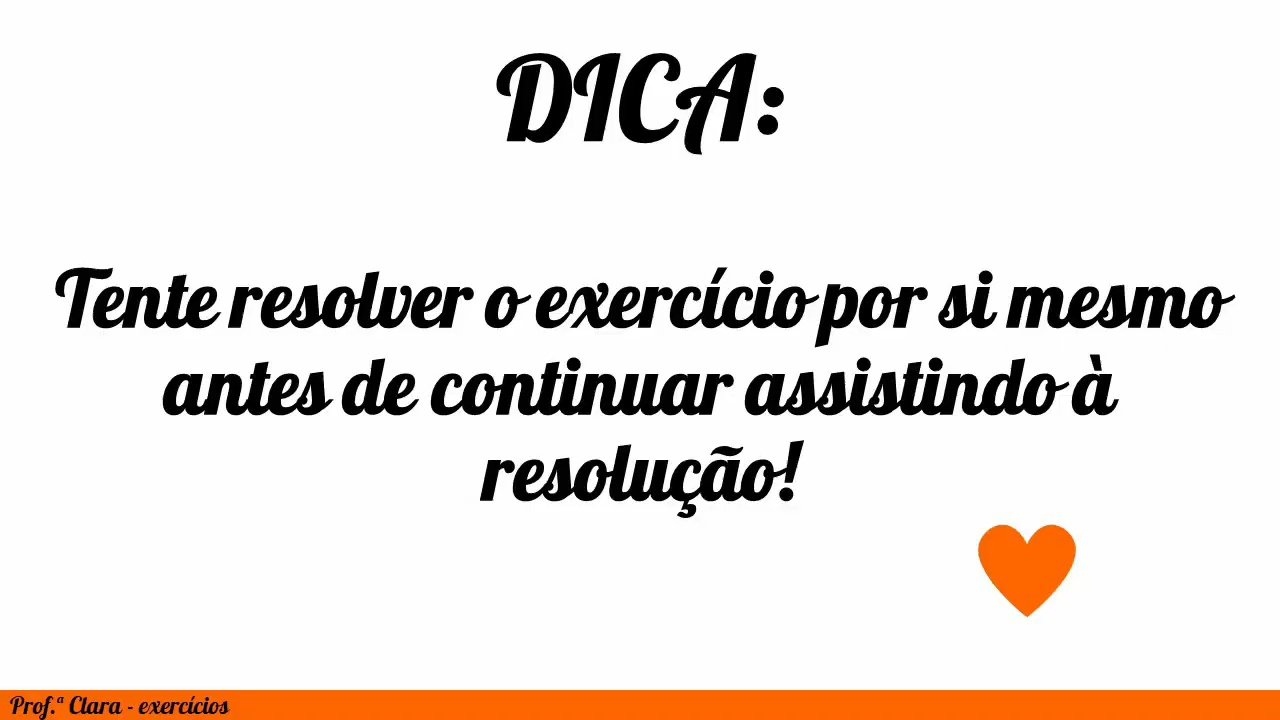 DICA:
Tente resolver o exercício por si mesmo
antes de continuar assistindo à
resolução!
Prof.ª Clara - exercícios